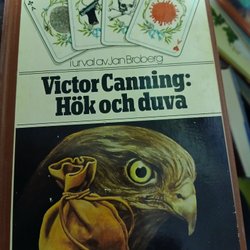 I urval av Jan Broberg
Victor Canning:
Hök och duva